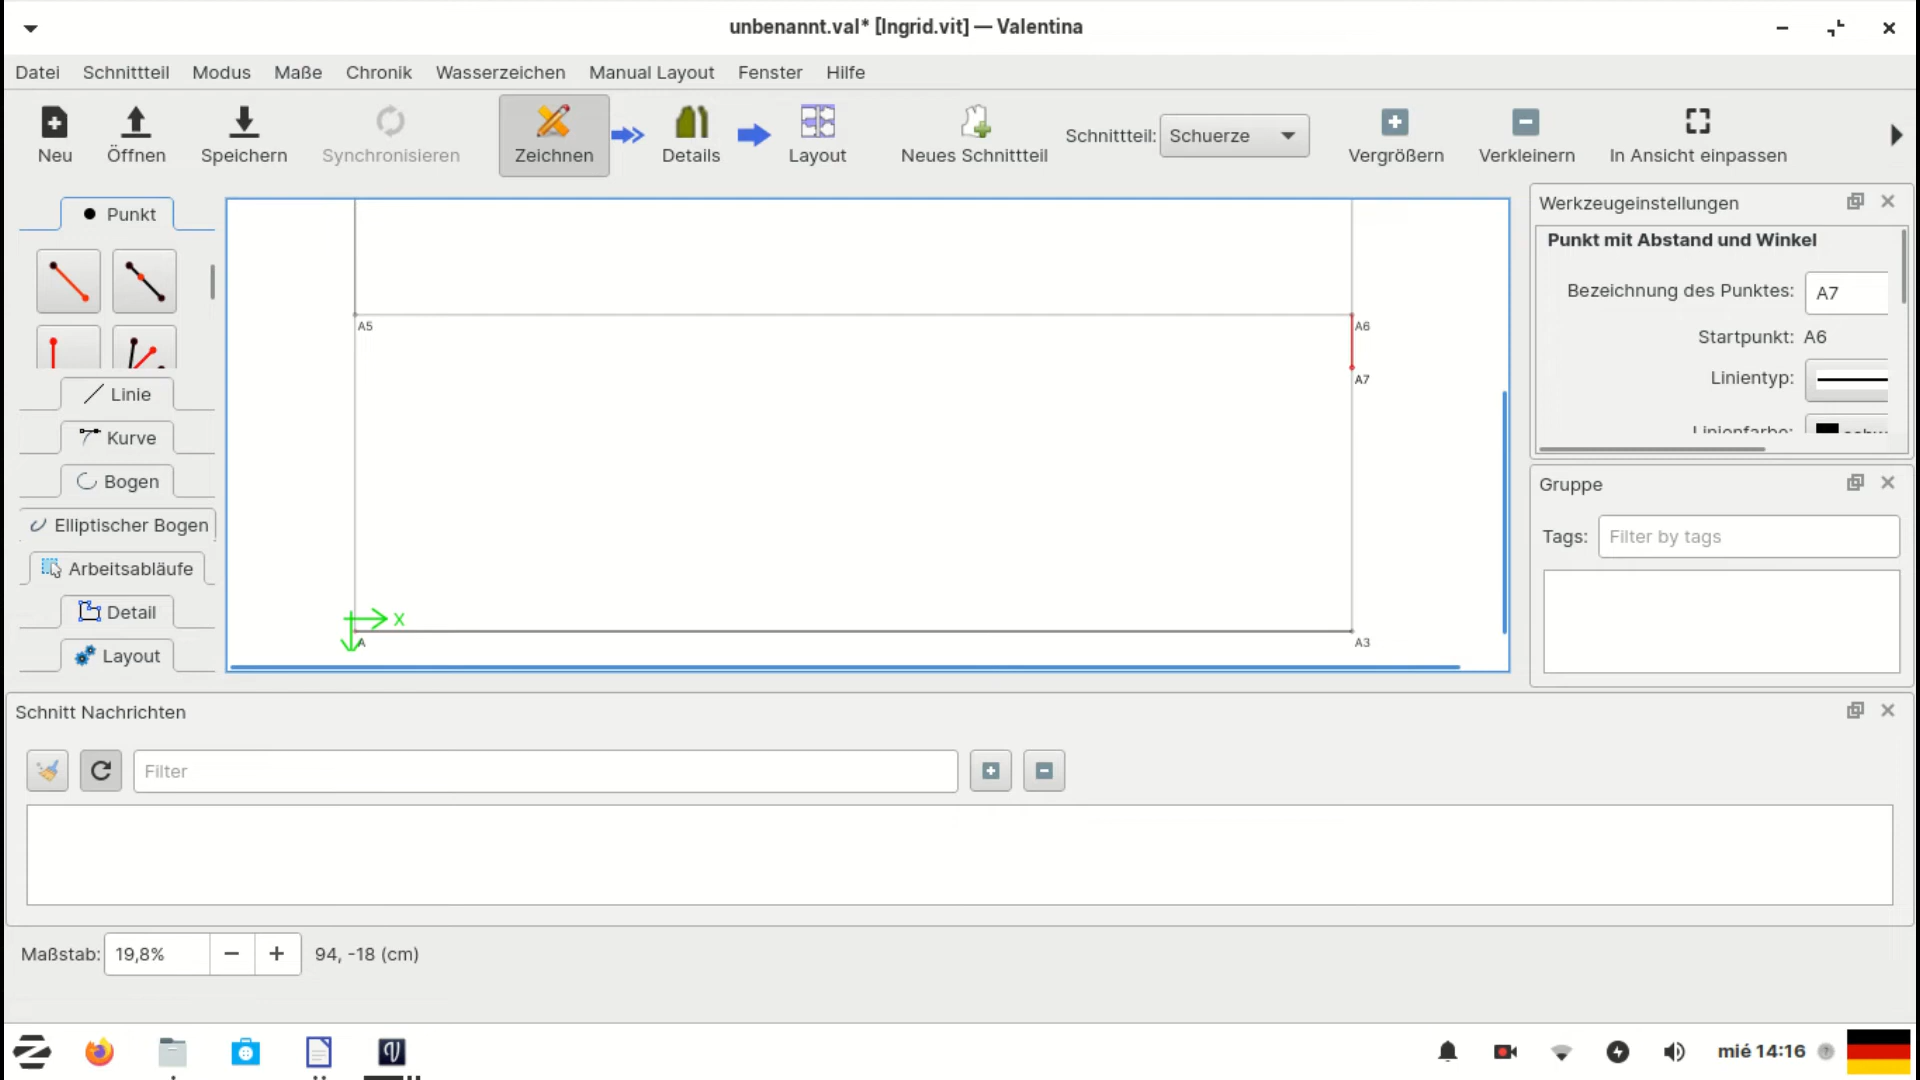 unbenannt.val* [Ingrid.vit] — Valentina
Datei Schnittteil Modus Maße Chronik Wasserzeichen Manual Layout Fenster Hilfe
Neu Öffnen Speichern Synchronisieren Zeichnen Details Layout Neues Schnittteil Schnittteil: Schuerze Vergrößern Verkleinern In Ansicht einpassen
Punkt
Linie
Kurve
Bogen
Elliptischer Bogen
Arbeitsabläufe
Detail
Layout
A5
A6
A7
X
A
A3
Werkzeugeinstellungen
Punkt mit Abstand und Winkel
Bezeichnung des Punktes: A7
Startpunkt: A6
Linientyp:
Linienfarbe:
Gruppe
Tags: Filter by tags
Schnitt Nachrichten
Filter
Maßstab: 19,8% − + 94, -18 (cm)
mié 14:16 ?